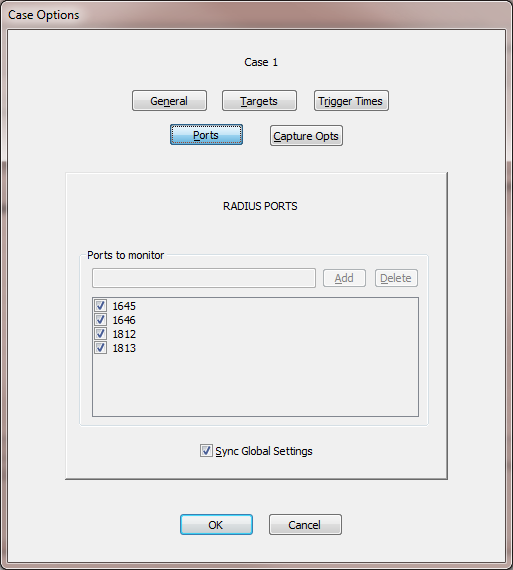 Case Options
Case 1
General Targets Trigger Times
Ports Capture Opts
RADIUS PORTS
Ports to monitor
Add Delete
1645
1646
1812
1813
Sync Global Settings
OK Cancel